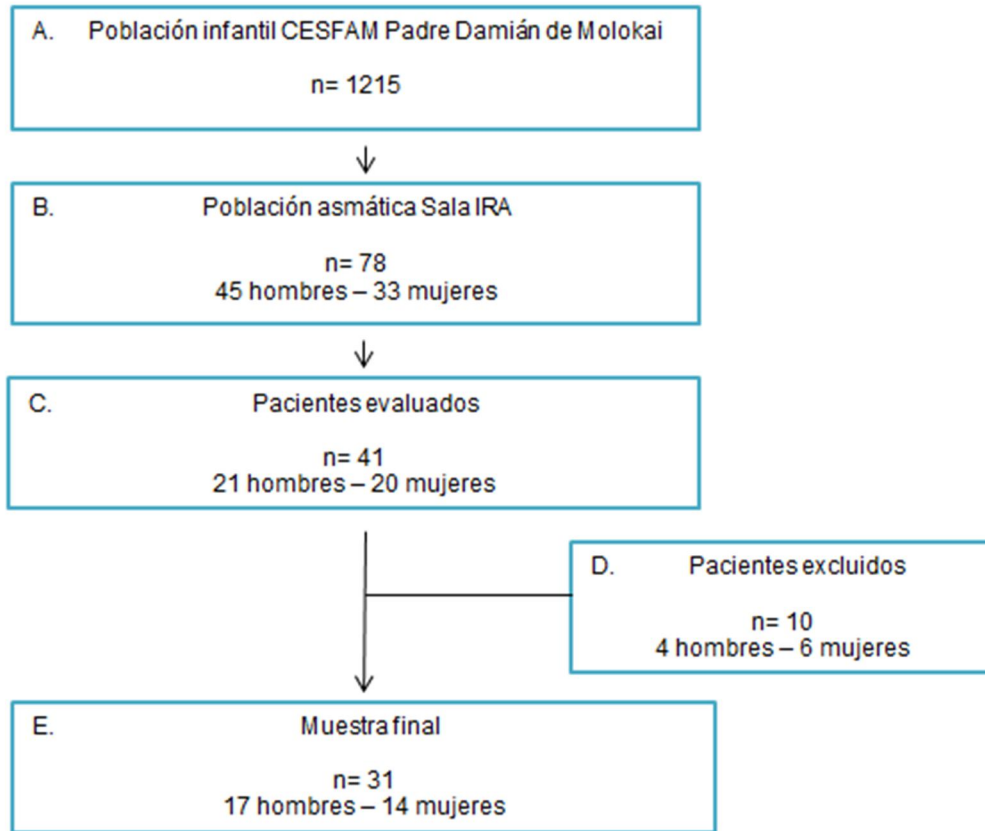 A. Población infantil CESFAM Padre Damián de Molokai
n= 1215
B. Población asmática Sala IRA
n= 78
45 hombres – 33 mujeres
C. Pacientes evaluados
n= 41
21 hombres – 20 mujeres
D. Pacientes excluidos
n= 10
4 hombres – 6 mujeres
E. Muestra final
n= 31
17 hombres – 14 mujeres